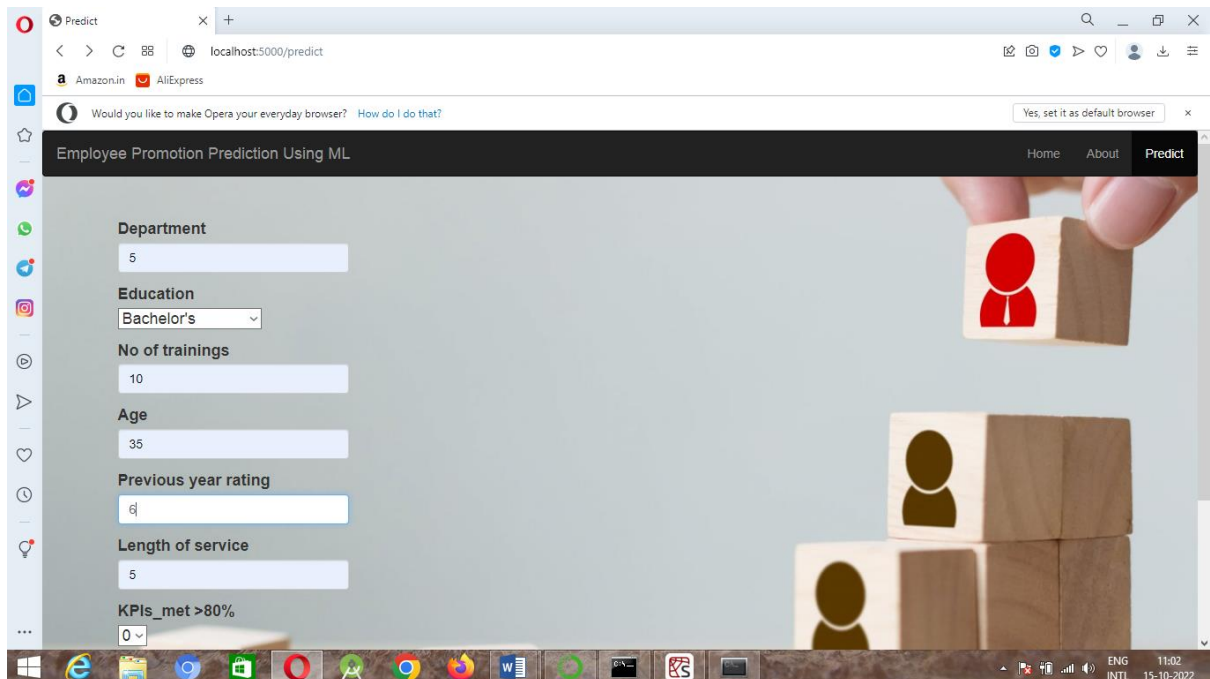 Predict
localhost:5000/predict
a Amazon.in AliExpress
Would you like to make Opera your everyday browser? How do I do that? Yes, set it as default browser
Employee Promotion Prediction Using ML Home About Predict
Department
5
Education
Bachelor's
No of trainings
10
Age
35
Previous year rating
6
Length of service
5
KPIs_met >80%
0
ENG 11:02
INTL 15-10-2022